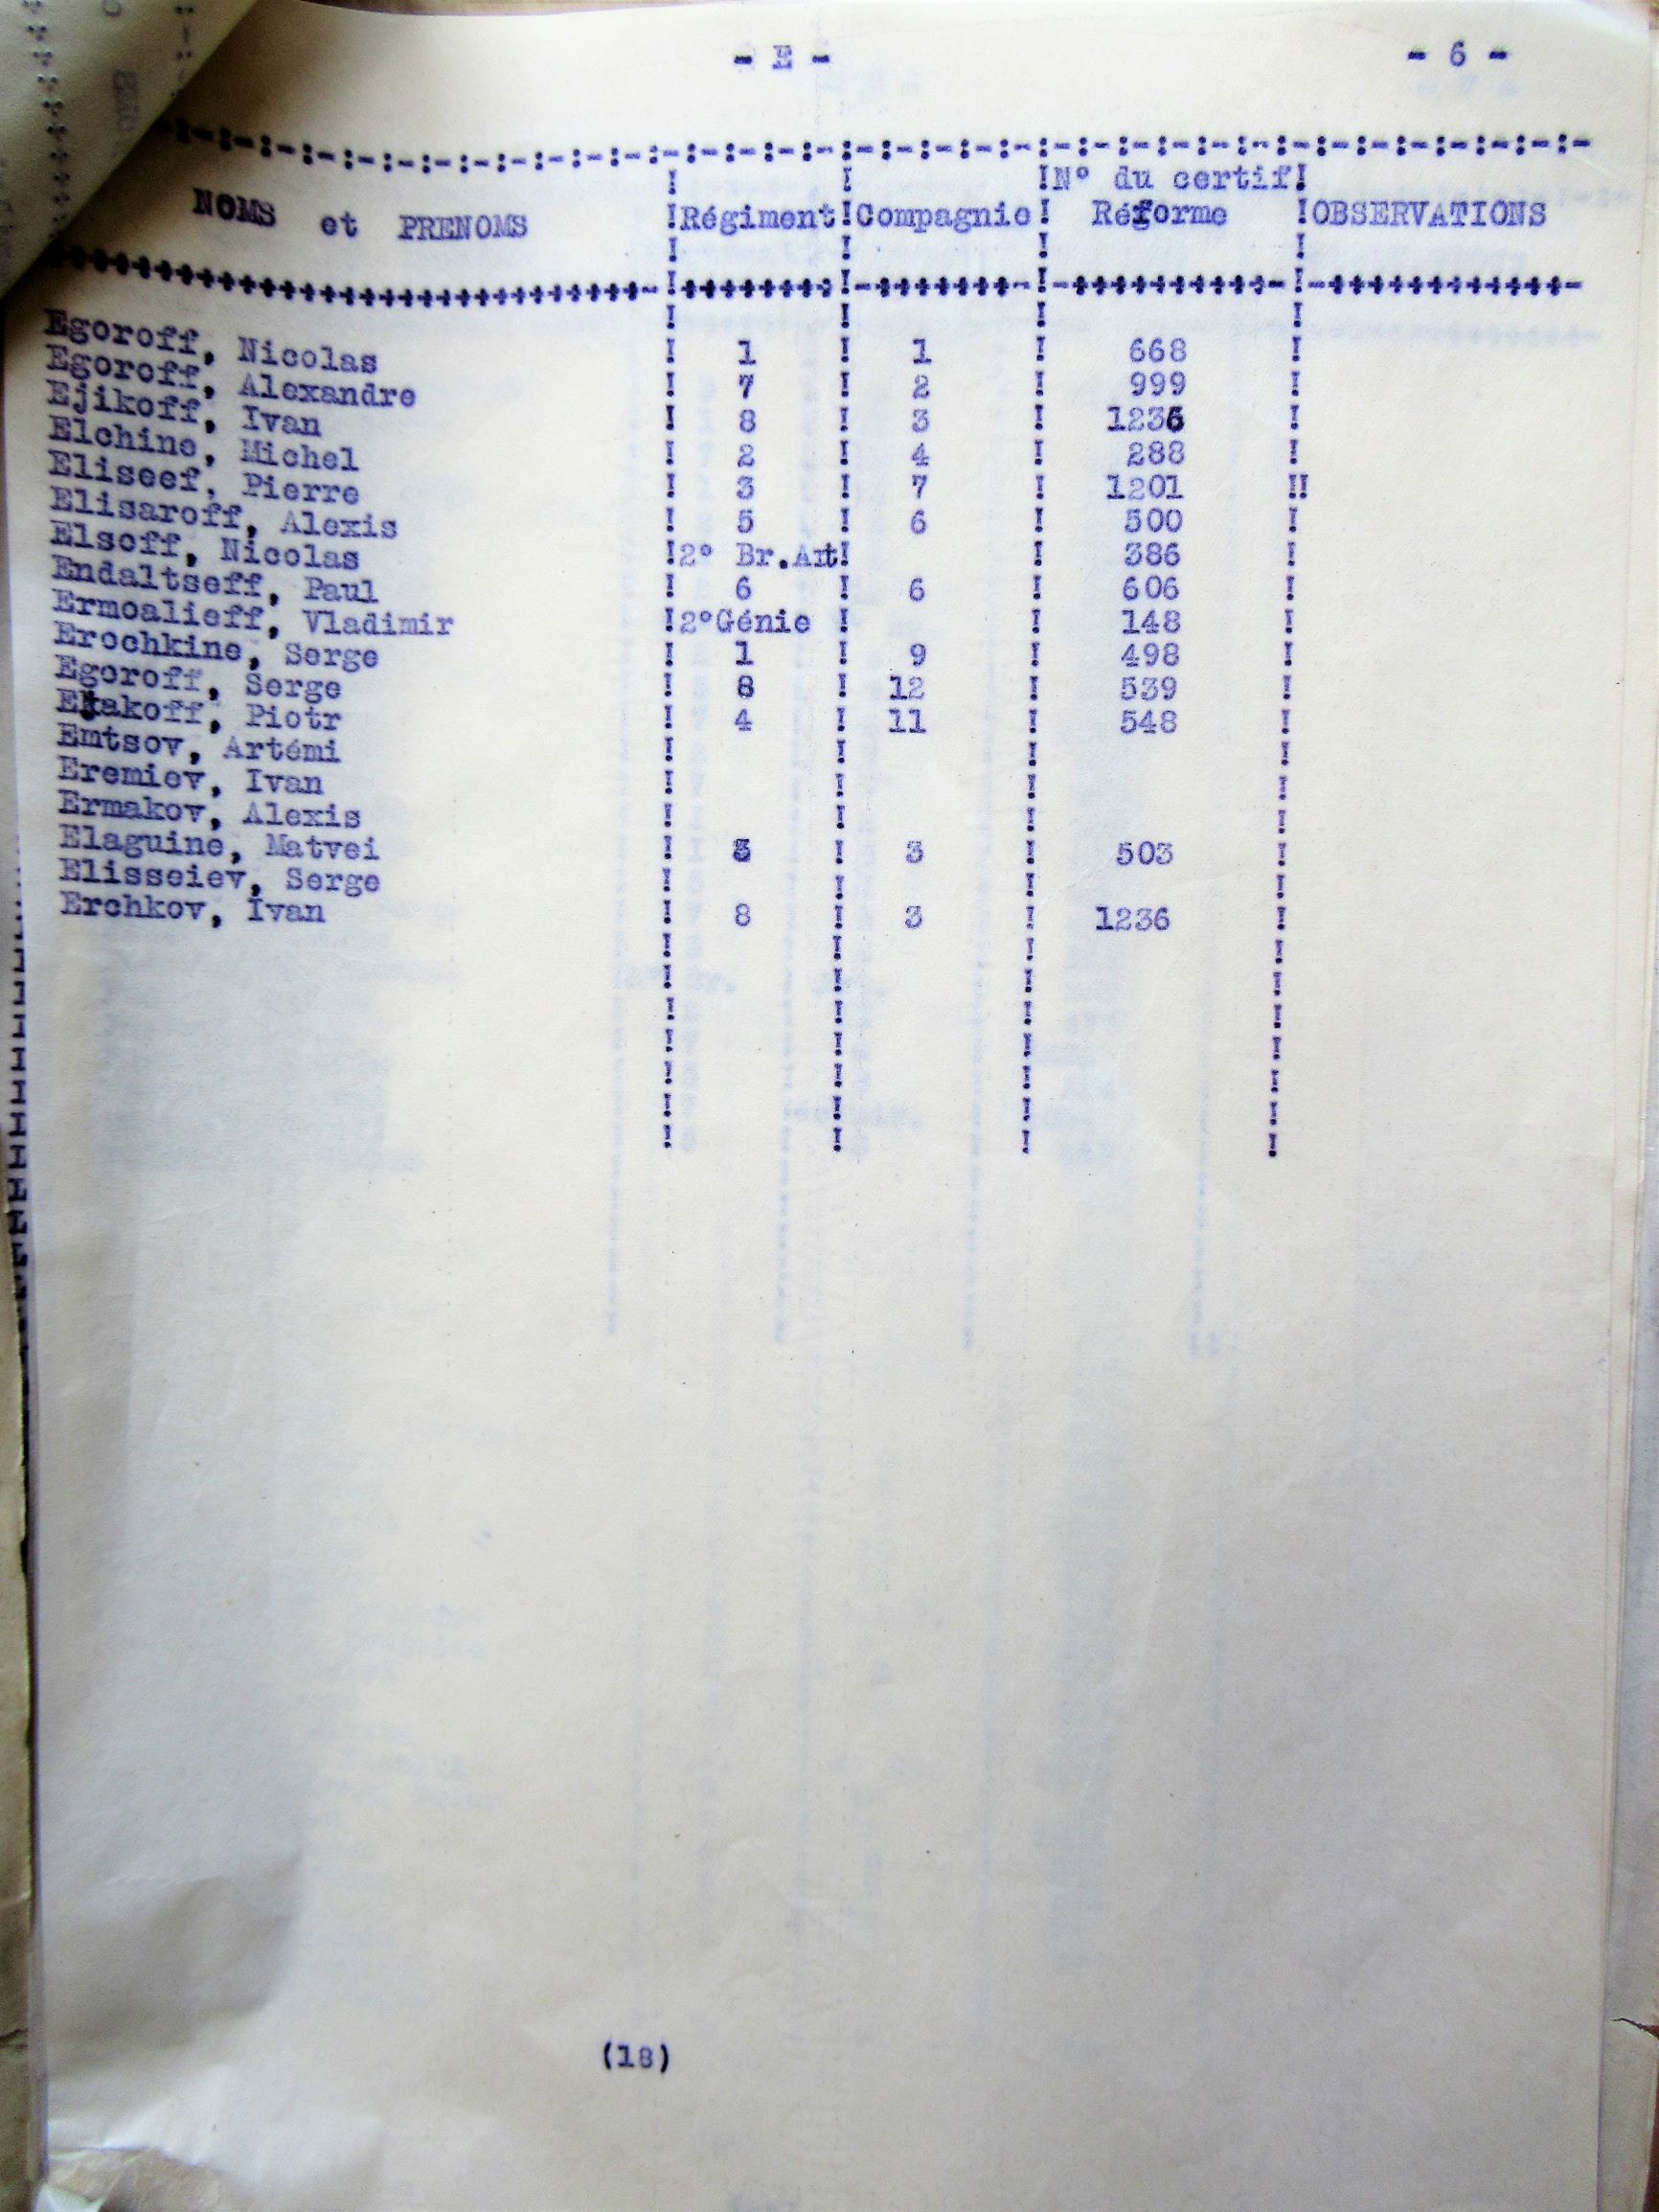 - E -    - 6 -
N° du certif
NOMS et PRENOMS ! Régiment ! Compagnie ! Réforme ! OBSERVATIONS
Egoroff, Nicolas ! 1 ! 1 ! 668 !
Egoroff, Alexandre ! 7 ! 2 ! 999 !
Ejikoff, Ivan ! 8 ! 3 ! 1236 !
Elchine, Michel ! 2 ! 4 ! 288 !
Eliseef, Pierre ! 3 ! 7 ! 1201 !!
Elisaroff, Alexis ! 5 ! 6 ! 500 !
Elsoff, Nicolas ! 2° Br.Art ! ! 386 !
Endaltseff, Paul ! 6 ! 6 ! 606 !
Ermoalieff, Vladimir ! 2°Génie ! ! 148 !
Erochkine, Serge ! 1 ! 9 ! 498 !
Egoroff, Serge ! 8 ! 12 ! 539 !
Piotr ! 4 ! 11 ! 548 !
Emtsov, Artémi ! ! ! !
Eremiev, Ivan ! ! ! !
Ermakov, Alexis ! ! ! !
Elaguine, Matvei ! 3 ! 3 ! 503 !
Elisseiev, Serge ! ! ! !
Erchkov, Ivan ! 8 ! 3 ! 1236 !
(18)